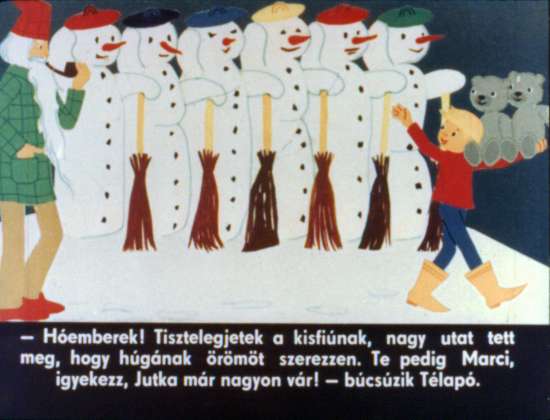 — Hóemberek! Tisztelegjetek a kisfiúnak, nagy utat tett
meg, hogy húgának örömöt szerezzen. Te pedig Marci,
igyekezz, Jutka már nagyon vár! — búcsúzik Télapó.